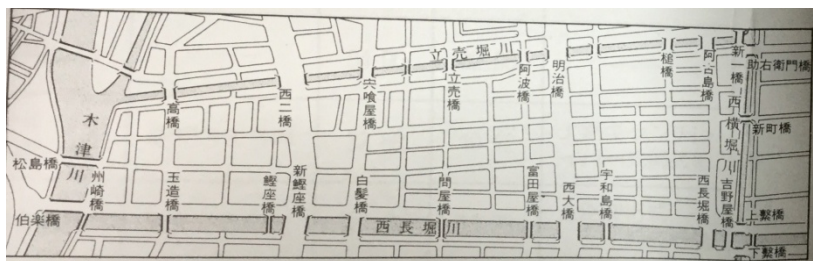 立売堀川
高橋
西二橋
宍喰屋橋
立売橋
阿波橋
明治橋
槌橋
阿古島橋
新一橋
助右衛門橋
西横堀川
新町橋
木津川
松島橋
州崎橋
玉造橋
鰹座橋
新鰹座橋
白髪橋
問屋橋
富田屋橋
西大橋
宇和島橋
西長堀橋
吉野屋橋
上繋橋
下繋橋
伯楽橋
西長堀川